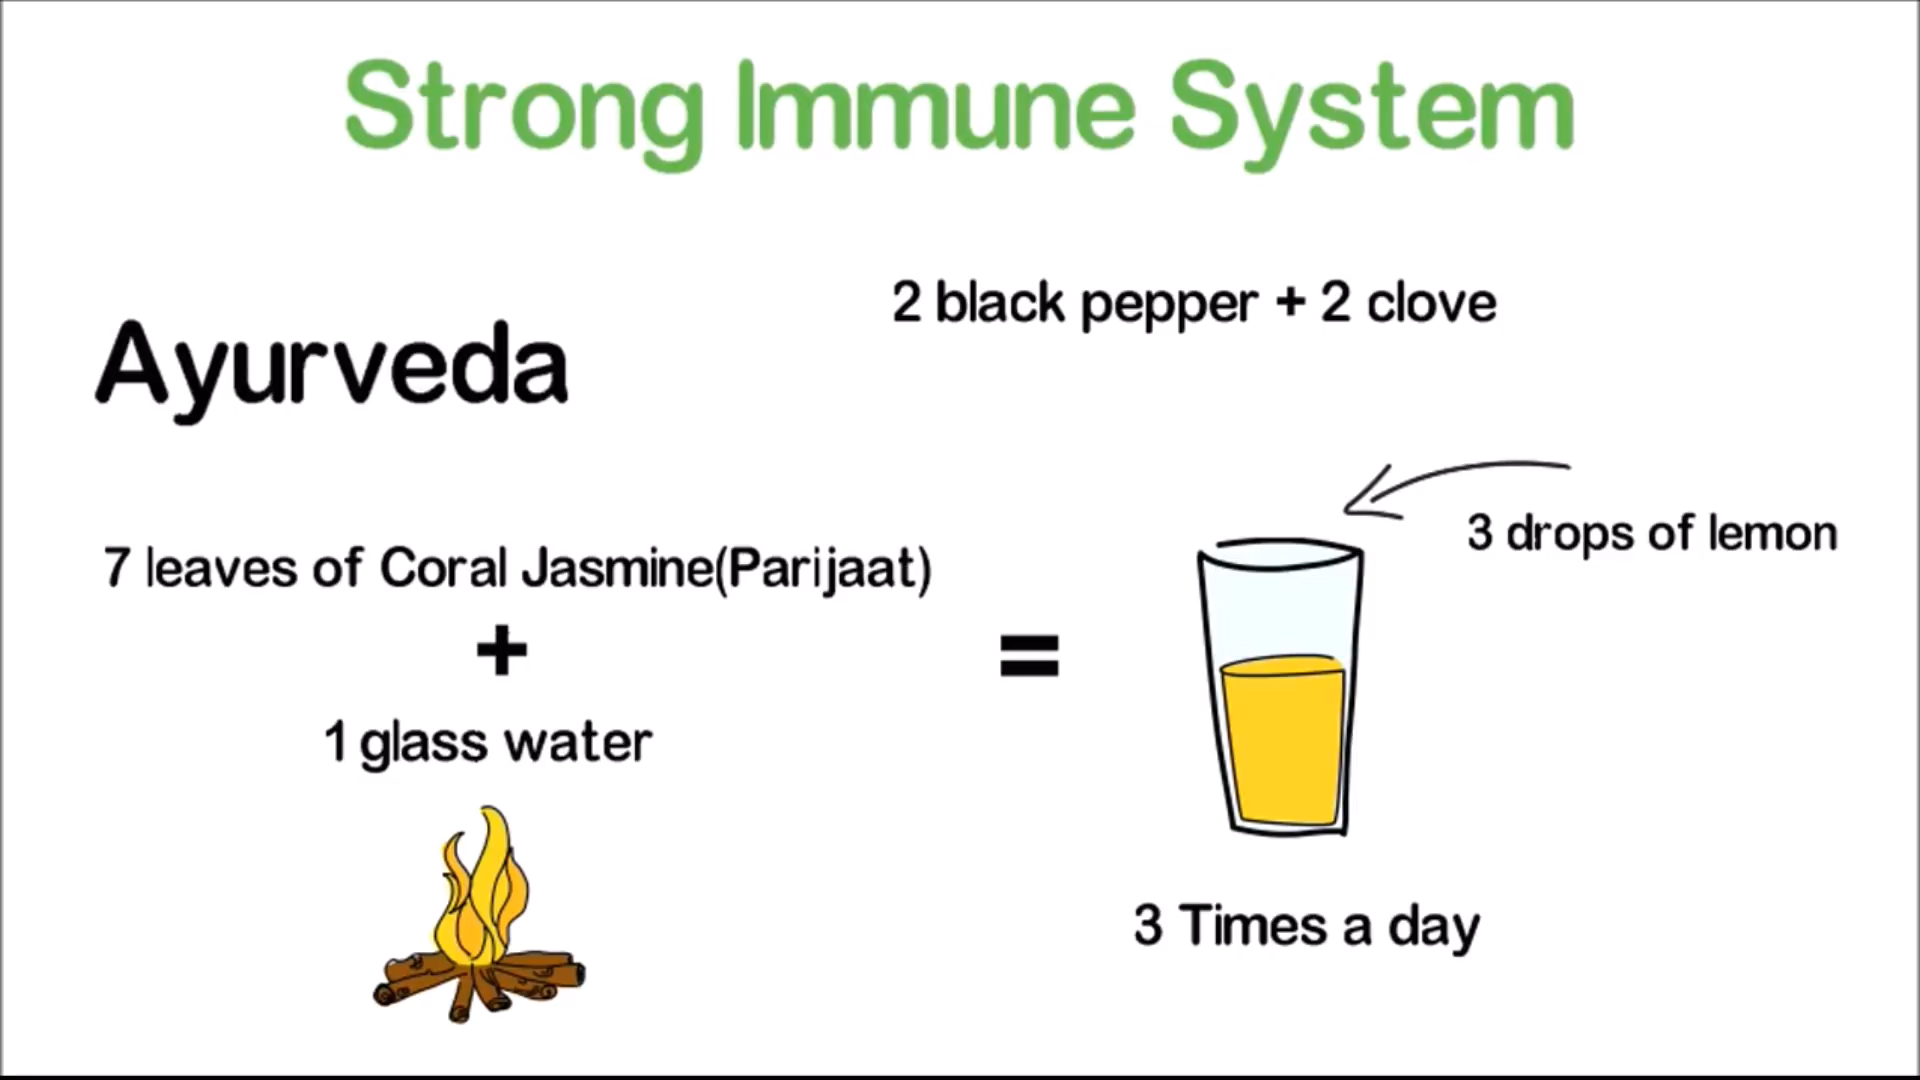 Strong Immune System
Ayurveda
2 black pepper + 2 clove
7 leaves of Coral Jasmine(Parijaat)
+
1 glass water
=
3 drops of lemon
3 Times a day